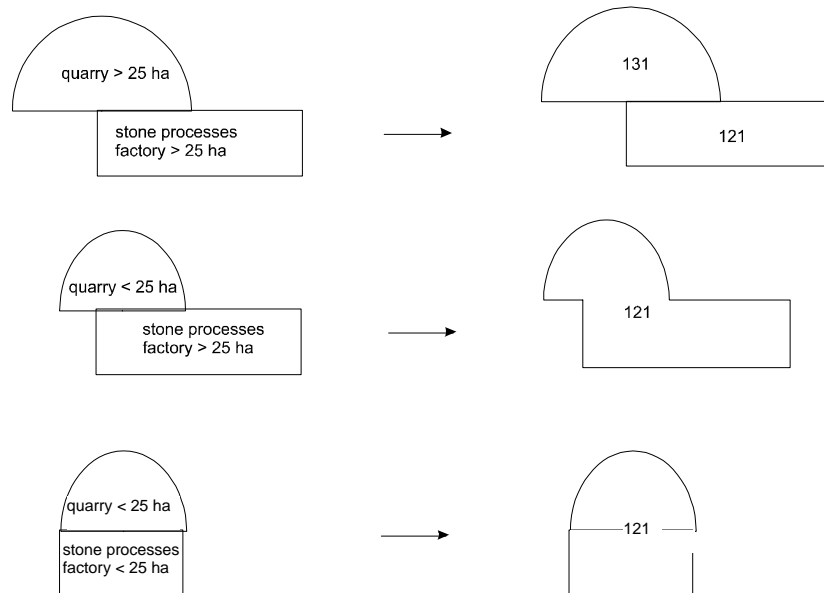 quarry > 25 ha
131
stone processes
factory > 25 ha
121
quarry < 25 ha
stone processes
factory > 25 ha
121
quarry < 25 ha
121
stone processes
factory < 25 ha